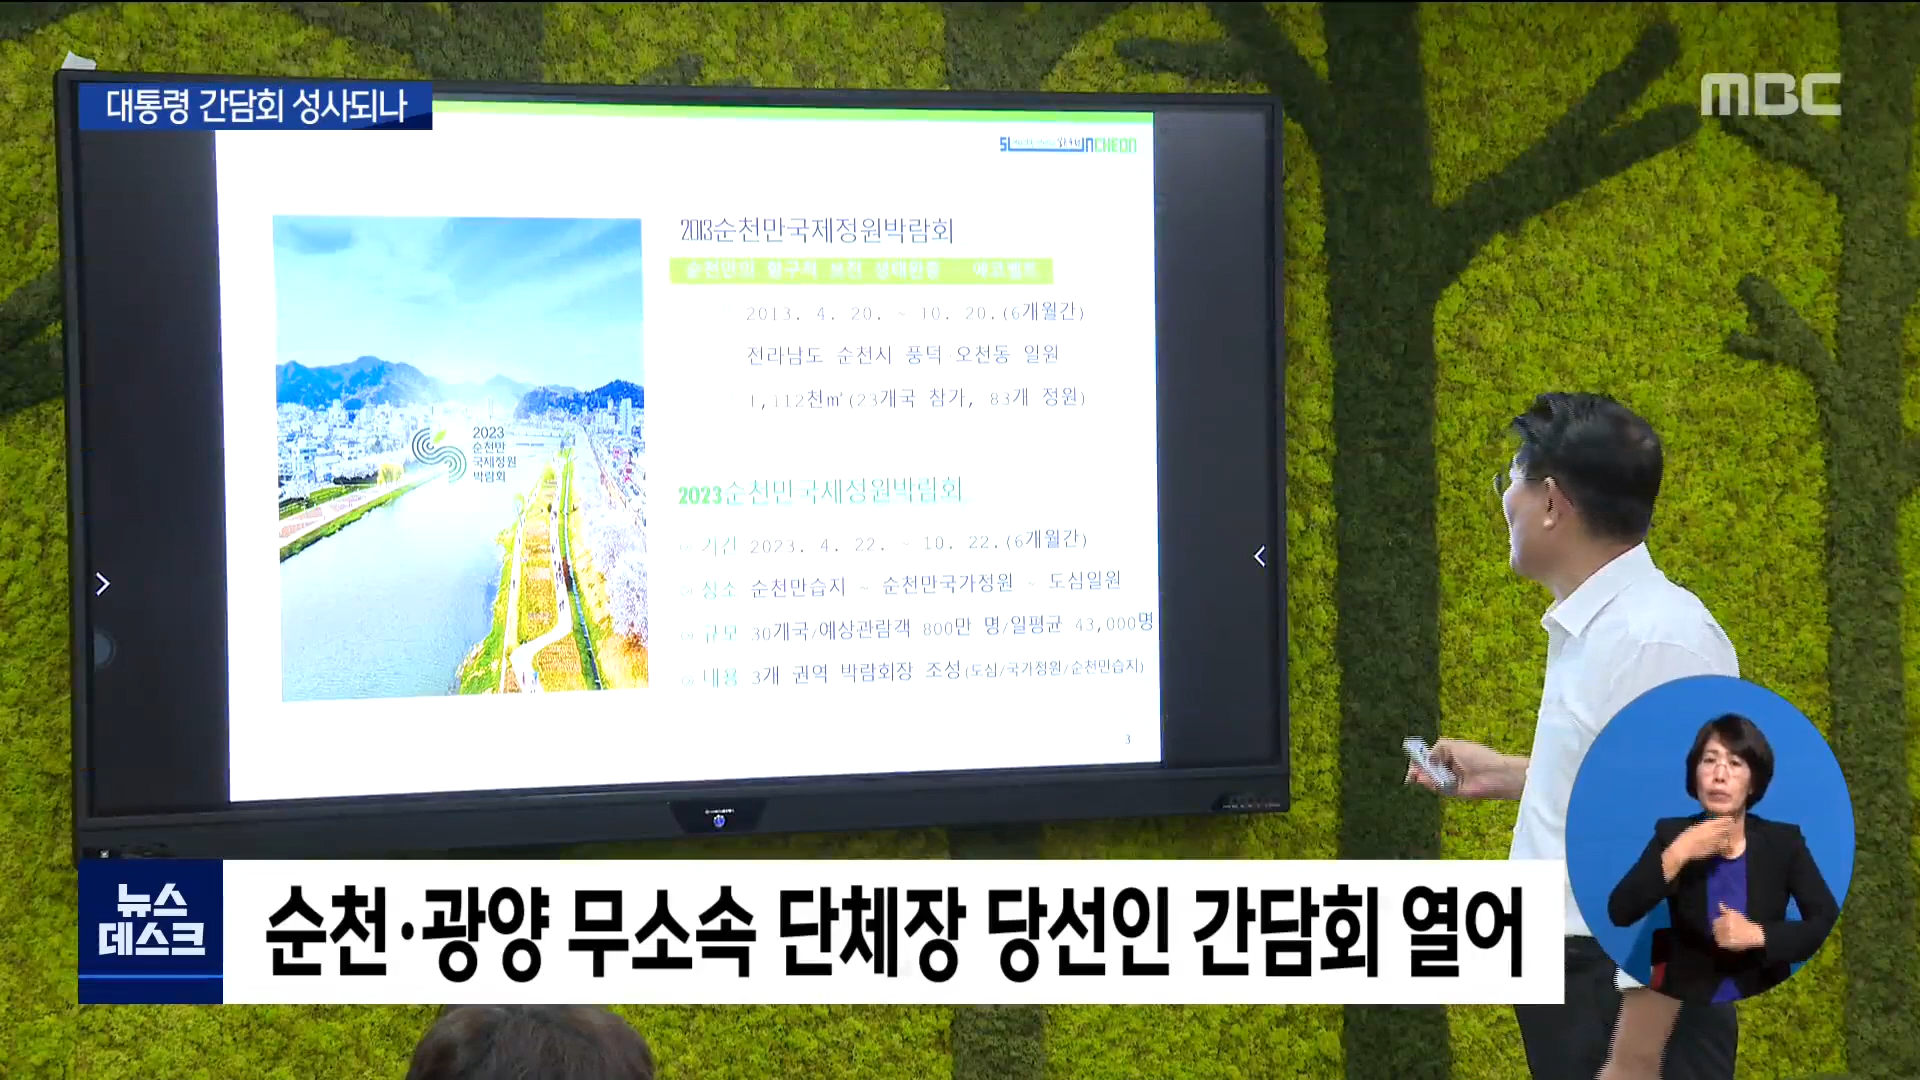 대통령 간담회 성사되나
MBC
2013순천만국제정원박람회
2013. 4. 20. ~ 10. 20.(6개월간)
전라남도 순천시 풍덕 오천동 일원
1,112천㎡(23개국 참가, 83개 정원)
2023
순천만
국제정원
박람회
2023순천만국제정원박람회
기간 2023. 4. 22. ~ 10. 22.(6개월간)
장소 순천만습지 ~ 순천만국가정원 ~ 도심일원
규모 30개국/예상관람객 800만 명/일평균 43,000명
내용 3개 권역 박람회장 조성(도심/국가정원/순천만습지)
3
뉴스
데스크
순천·광양 무소속 단체장 당선인 간담회 열어